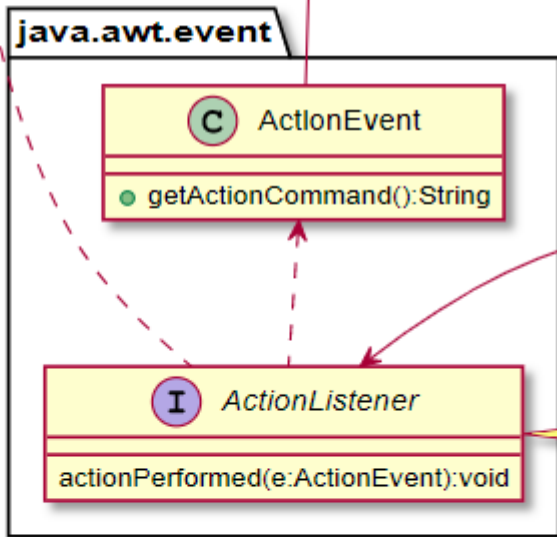 java.awt.event
C ActIonEvent
getActionCommand():String
I ActionListener
actionPerformed(e:ActionEvent):void